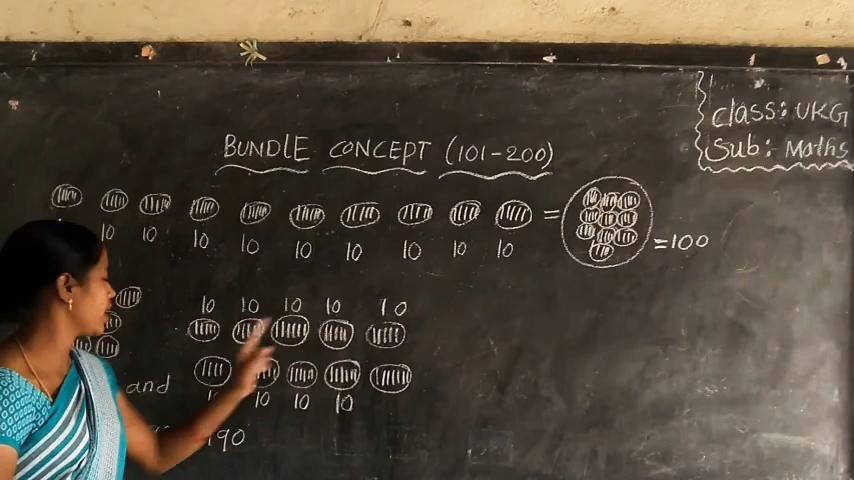 class: UKG
Sub:- Maths
BUNDLE CONCEPT (101-200)
= =100
10 10 10 10 10 10 10 10 10
10 10 10 10 10
and
10 10 10
190